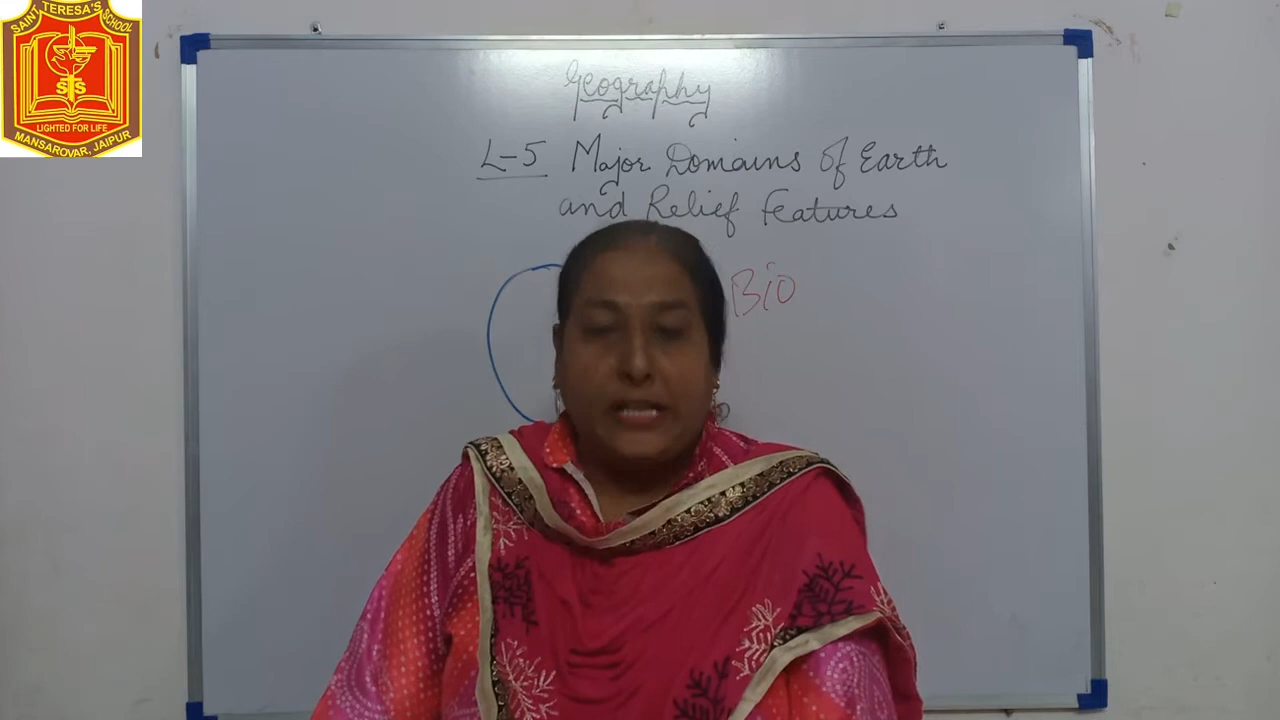 SAINT TERESA'S SCHOOL
STS
LIGHTED FOR LIFE
MANSAROVAR, JAIPUR
Geography
L-5 Major Domains of Earth
and Relief Features
Bio